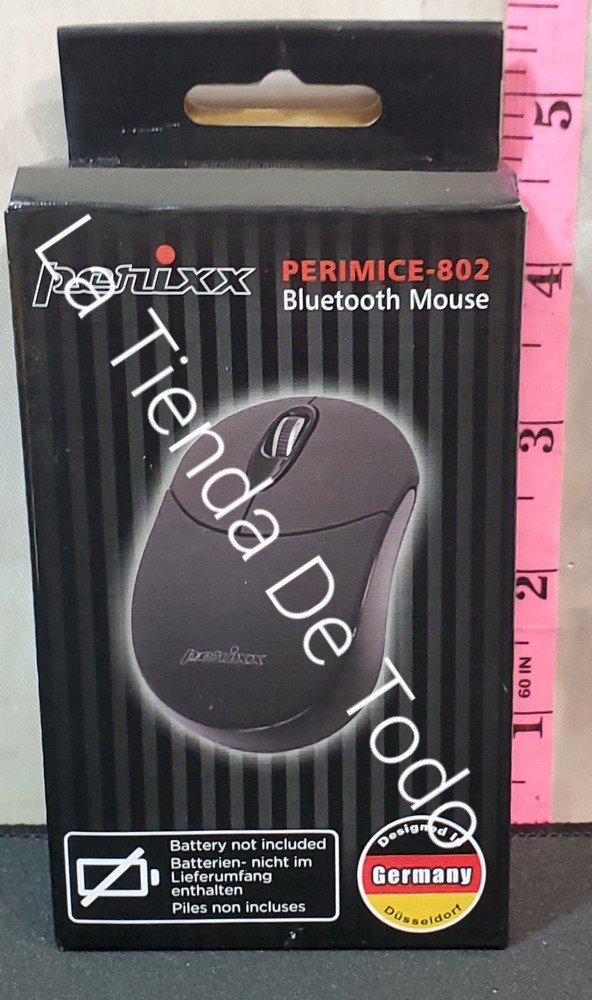 perixx
PERIMICE-802
Bluetooth Mouse
La Tienda De Todo
perixx
Battery not included
Batterien- nicht im
Lieferumfang
enthalten
Piles non incluses
Designed
Germany
Düsseldorf
5
4
3
2
60 IN
1